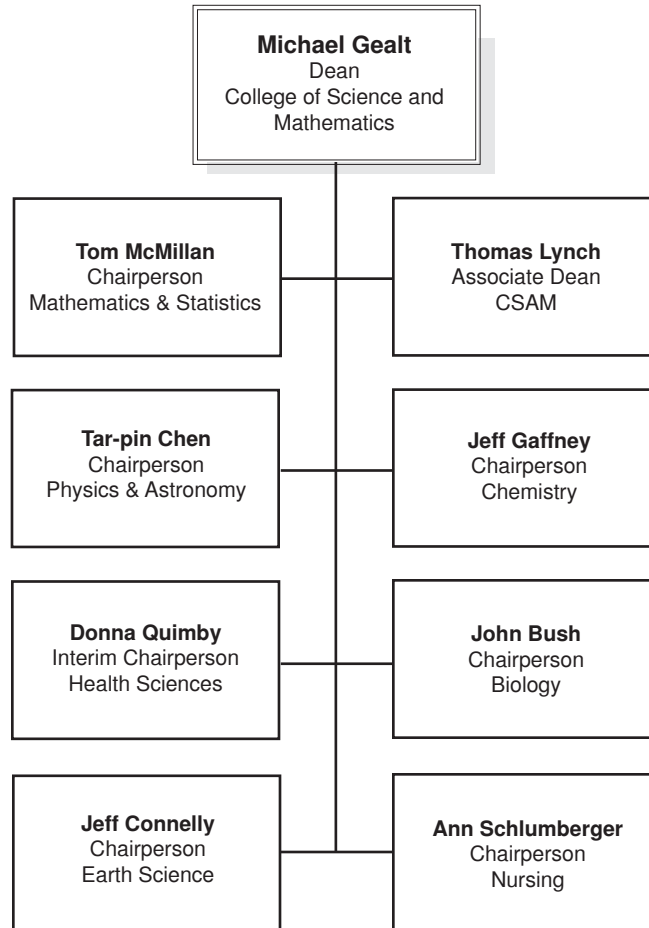 Michael Gealt
Dean
College of Science and
Mathematics
Tom McMillan
Chairperson
Mathematics & Statistics
Thomas Lynch
Associate Dean
CSAM
Tar-pin Chen
Chairperson
Physics & Astronomy
Jeff Gaffney
Chairperson
Chemistry
Donna Quimby
Interim Chairperson
Health Sciences
John Bush
Chairperson
Biology
Jeff Connelly
Chairperson
Earth Science
Ann Schlumberger
Chairperson
Nursing